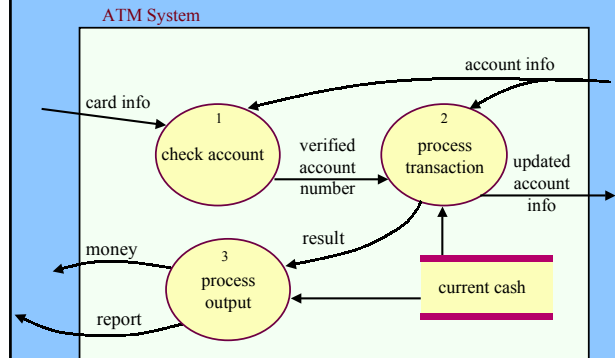 ATM System
account info
card info
1
check account
2
process
transaction
verified
account
number
updated
account
info
result
money
3
process
output
current cash
report